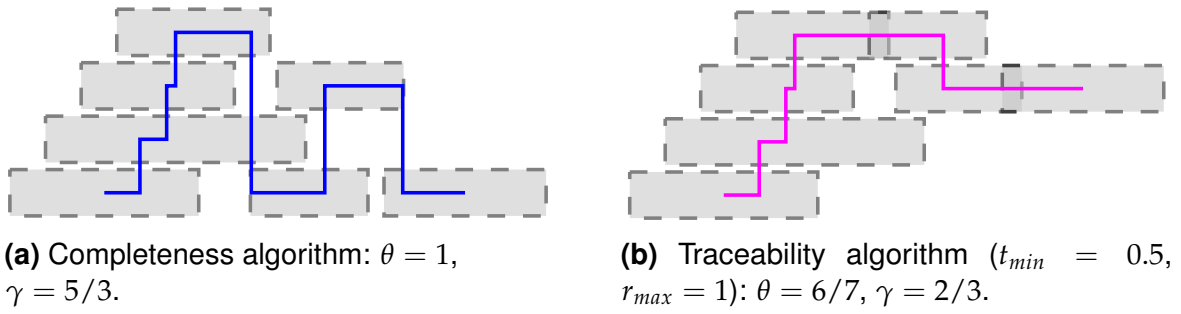 (a) Completeness algorithm: θ = 1,
γ = 5/3.
(b) Traceability algorithm (t_min = 0.5,
r_max = 1): θ = 6/7, γ = 2/3.